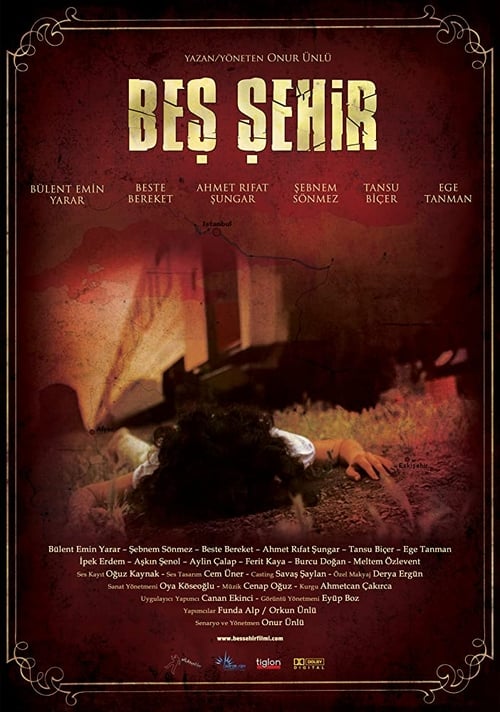 YAZAN/YÖNETEN ONUR ÜNLÜ
BEŞ ŞEHİR
BÜLENT EMİN YARAR
BESTE BEREKET
AHMET RIFAT ŞUNGAR
ŞEBNEM SÖNMEZ
TANSU BİÇER
EGE TANMAN
İstanbul
Afyon
Eskişehir
Bülent Emin Yarar – Şebnem Sönmez – Beste Bereket – Ahmet Rıfat Şungar – Tansu Biçer – Ege Tanman
İpek Erdem – Aşkın Şenol – Aylin Çalap – Ferit Kaya – Burcu Doğan – Meltem Özlevent
Ses Kayıt Oğuz Kaynak – Ses Tasarım Cem Üner – Casting Savaş Şaylan – Özel Makyaj Derya Ergün
Sanat Yönetmeni Oya Köseoğlu – Müzik Cenap Oğuz – Kurgu Ahmetcan Çakırca
Uygulayıcı Yapımcı Canan Ekinci – Görüntü Yönetmeni Eyüp Boz
Yapımcılar Funda Alp / Orkun Ünlü
Senaryo ve Yönetmen Onur Ünlü
www.bessehirfilmi.com
tiglon
DOLBY
DIGITAL